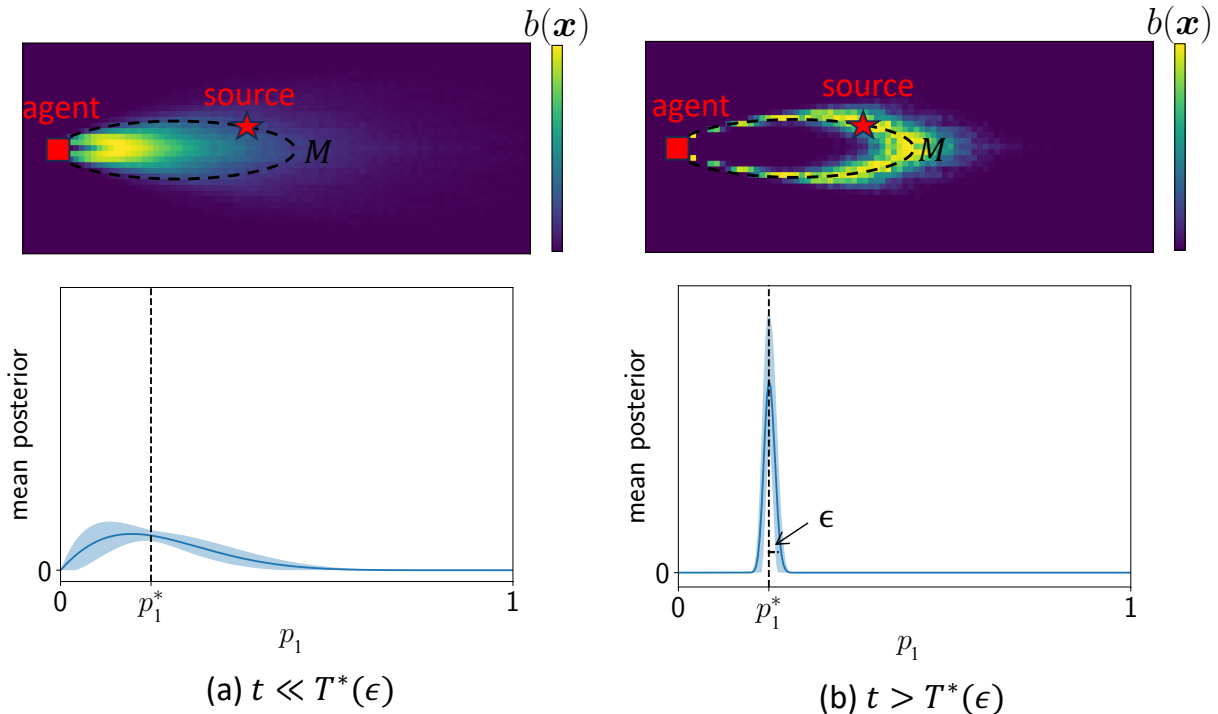 b(𝒙)
agent
source
M
mean posterior
0
0
p₁*
1
p₁
(a) t ≪ T*(ϵ)
b(𝒙)
agent
source
M
mean posterior
ϵ
0
0
p₁*
1
p₁
(b) t > T*(ϵ)